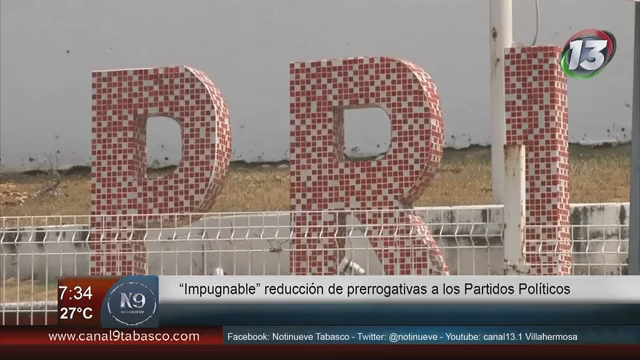 13
PRI
7:34
27°C
N9
"Impugnable" reducción de prerrogativas a los Partidos Políticos
www.canal9tabasco.com
Facebook: Notinueve Tabasco - Twitter: @notinueve - Youtube: canal13.1 Villahermosa